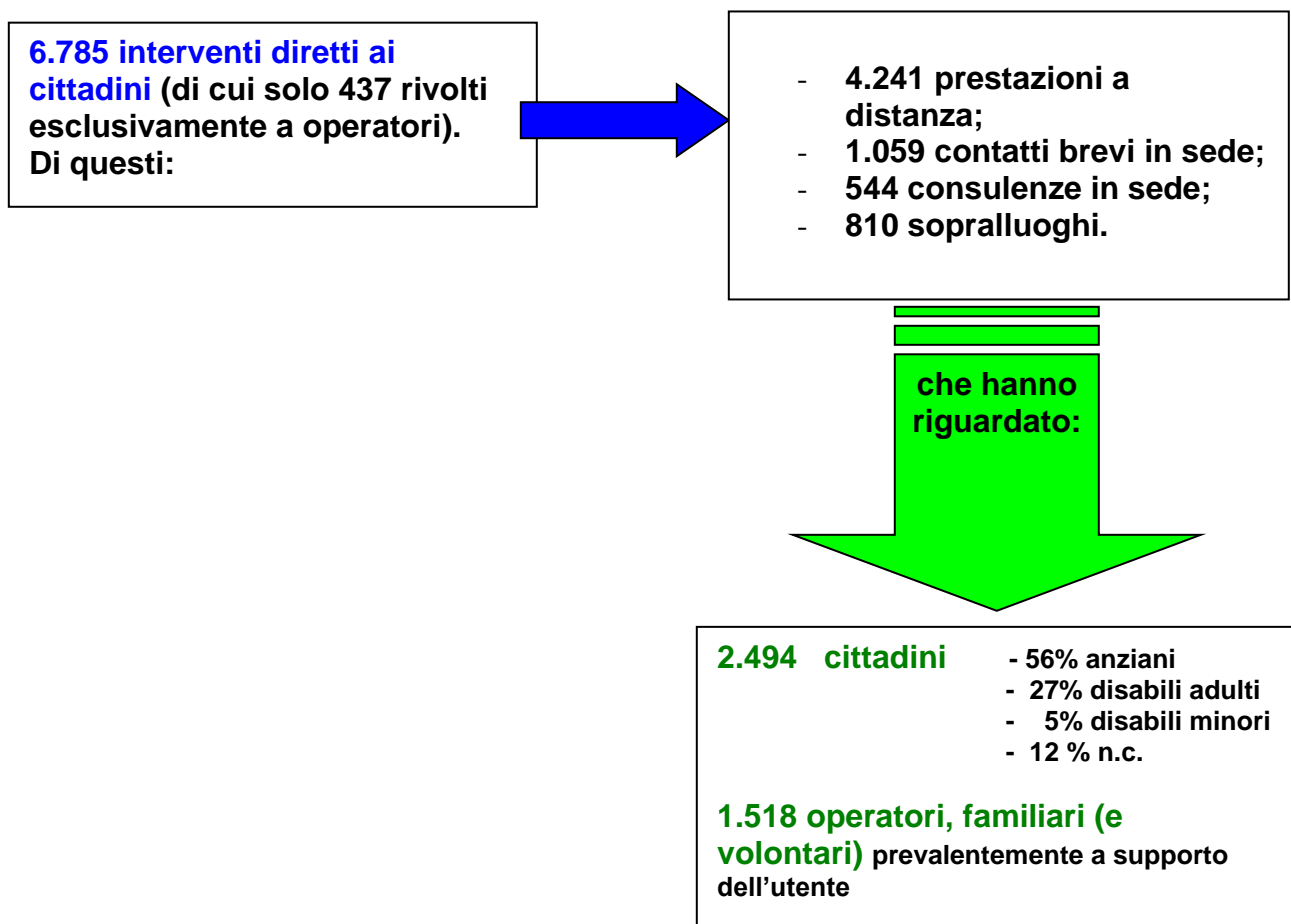 6.785 interventi diretti ai
cittadini (di cui solo 437 rivolti
esclusivamente a operatori).
Di questi:
- 4.241 prestazioni a
distanza;
- 1.059 contatti brevi in sede;
- 544 consulenze in sede;
- 810 sopralluoghi.
che hanno
riguardato:
2.494 cittadini - 56% anziani
- 27% disabili adulti
- 5% disabili minori
- 12 % n.c.
1.518 operatori, familiari (e
volontari) prevalentemente a supporto
dell’utente